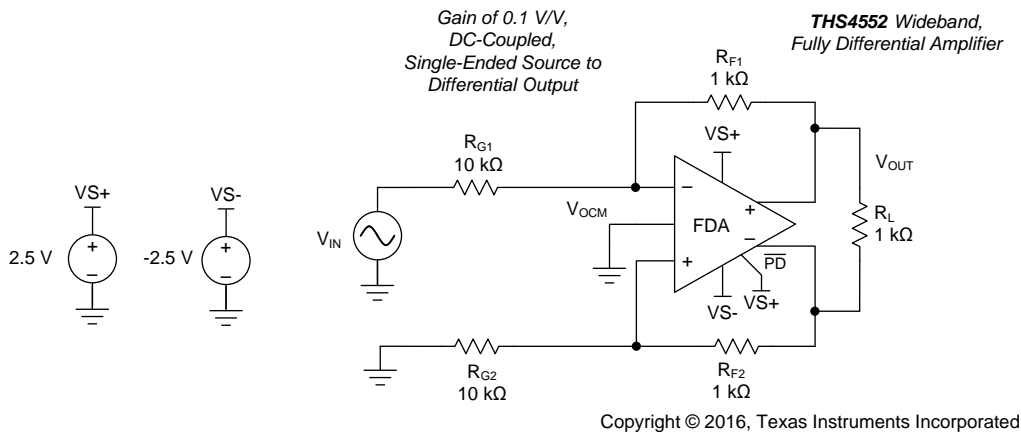 Gain of 0.1 V/V,
DC-Coupled,
Single-Ended Source to
Differential Output
THS4552 Wideband,
Fully Differential Amplifier
RF1
1 kΩ
VS+
RG1
10 kΩ
VOUT
VS+
VS-
VOCM
−
+
FDA
RL
1 kΩ
VIN
2.5 V
+
−
-2.5 V
+
−
−
+
PD
VS+
VS-
RG2
10 kΩ
RF2
1 kΩ
Copyright © 2016, Texas Instruments Incorporated